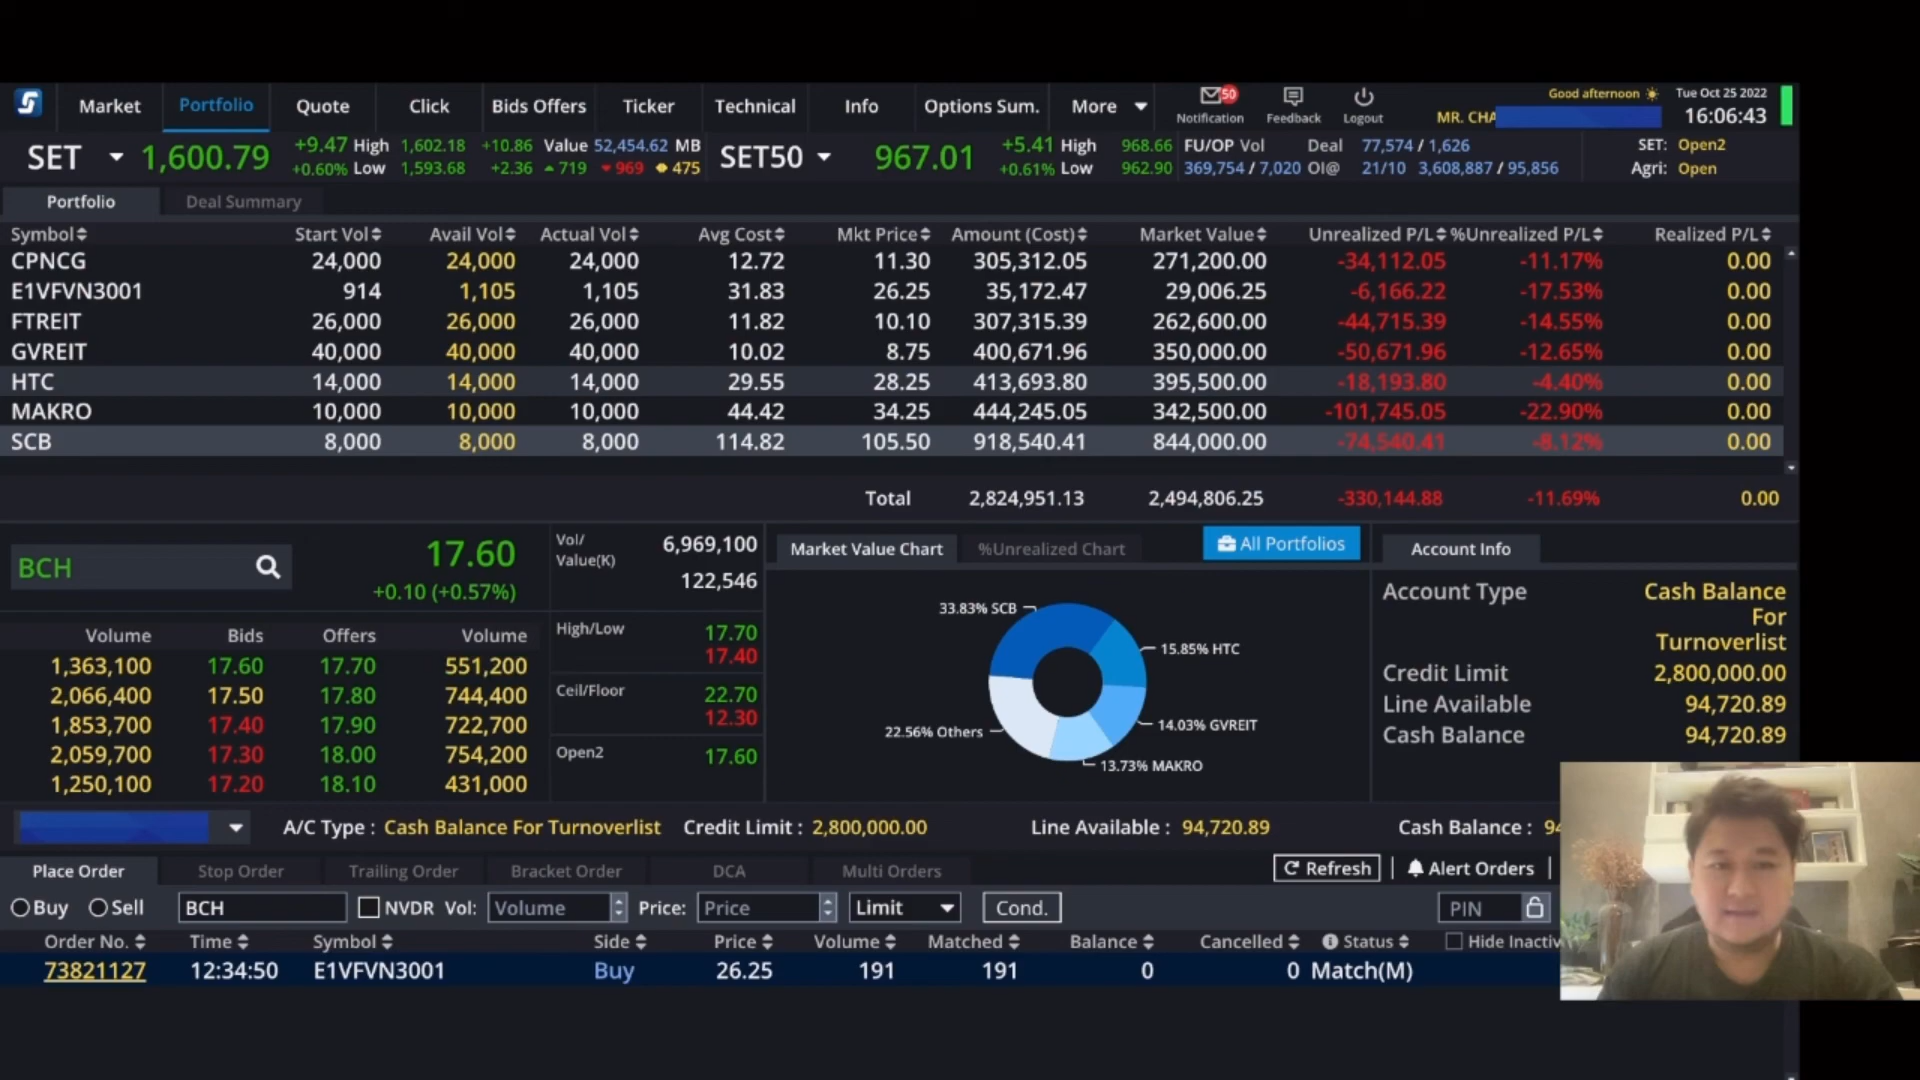 Market Portfolio Quote Click Bids Offers Ticker Technical Info Options Sum. More
50
Notification Feedback Logout
Good afternoon
MR. CHA
Tue Oct 25 2022
16:06:43
SET 1,600.79 +9.47 High 1,602.18 +10.86 Value 52,454.62 MB
+0.60% Low 1,593.68 +2.36 719 969 475
SET50 967.01 +5.41 High 968.66
+0.61% Low 962.90
FU/OP Vol Deal 77,574 / 1,626
369,754 / 7,020 OI@ 21/10 3,608,887 / 95,856
SET: Open2
Agri: Open
Portfolio Deal Summary
Symbol Start Vol Avail Vol Actual Vol Avg Cost Mkt Price Amount (Cost) Market Value Unrealized P/L %Unrealized P/L Realized P/L
CPNCG 24,000 24,000 24,000 12.72 11.30 305,312.05 271,200.00 -34,112.05 -11.17% 0.00
E1VFVN3001 914 1,105 1,105 31.83 26.25 35,172.47 29,006.25 -6,166.22 -17.53% 0.00
FTREIT 26,000 26,000 26,000 11.82 10.10 307,315.39 262,600.00 -44,715.39 -14.55% 0.00
GVREIT 40,000 40,000 40,000 10.02 8.75 400,671.96 350,000.00 -50,671.96 -12.65% 0.00
HTC 14,000 14,000 14,000 29.55 28.25 413,693.80 395,500.00 -18,193.80 -4.40% 0.00
MAKRO 10,000 10,000 10,000 44.42 34.25 444,245.05 342,500.00 -101,745.05 -22.90% 0.00
SCB 8,000 8,000 8,000 114.82 105.50 918,540.41 844,000.00 -74,540.41 -8.12% 0.00
Total 2,824,951.13 2,494,806.25 -330,144.88 -11.69% 0.00
BCH 17.60
+0.10 (+0.57%)
Volume Bids Offers Volume
1,363,100 17.60 17.70 551,200
2,066,400 17.50 17.80 744,400
1,853,700 17.40 17.90 722,700
2,059,700 17.30 18.00 754,200
1,250,100 17.20 18.10 431,000
Vol/ 6,969,100
Value(K) 122,546
High/Low 17.70
17.40
Ceil/Floor 22.70
12.30
Open2 17.60
Market Value Chart %Unrealized Chart All Portfolios
33.83% SCB
15.85% HTC
14.03% GVREIT
22.56% Others
13.73% MAKRO
Account Info
Account Type Cash Balance
For
Turnoverlist
Credit Limit 2,800,000.00
Line Available 94,720.89
Cash Balance 94,720.89
A/C Type : Cash Balance For Turnoverlist Credit Limit : 2,800,000.00 Line Available : 94,720.89 Cash Balance : 94
Place Order Stop Order Trailing Order Bracket Order DCA Multi Orders Refresh Alert Orders
Buy Sell BCH NVDR Vol: Volume Price: Price Limit Cond. PIN
Order No. Time Symbol Side Price Volume Matched Balance Cancelled Status Hide Inactiv
73821127 12:34:50 E1VFVN3001 Buy 26.25 191 191 0 0 Match(M)